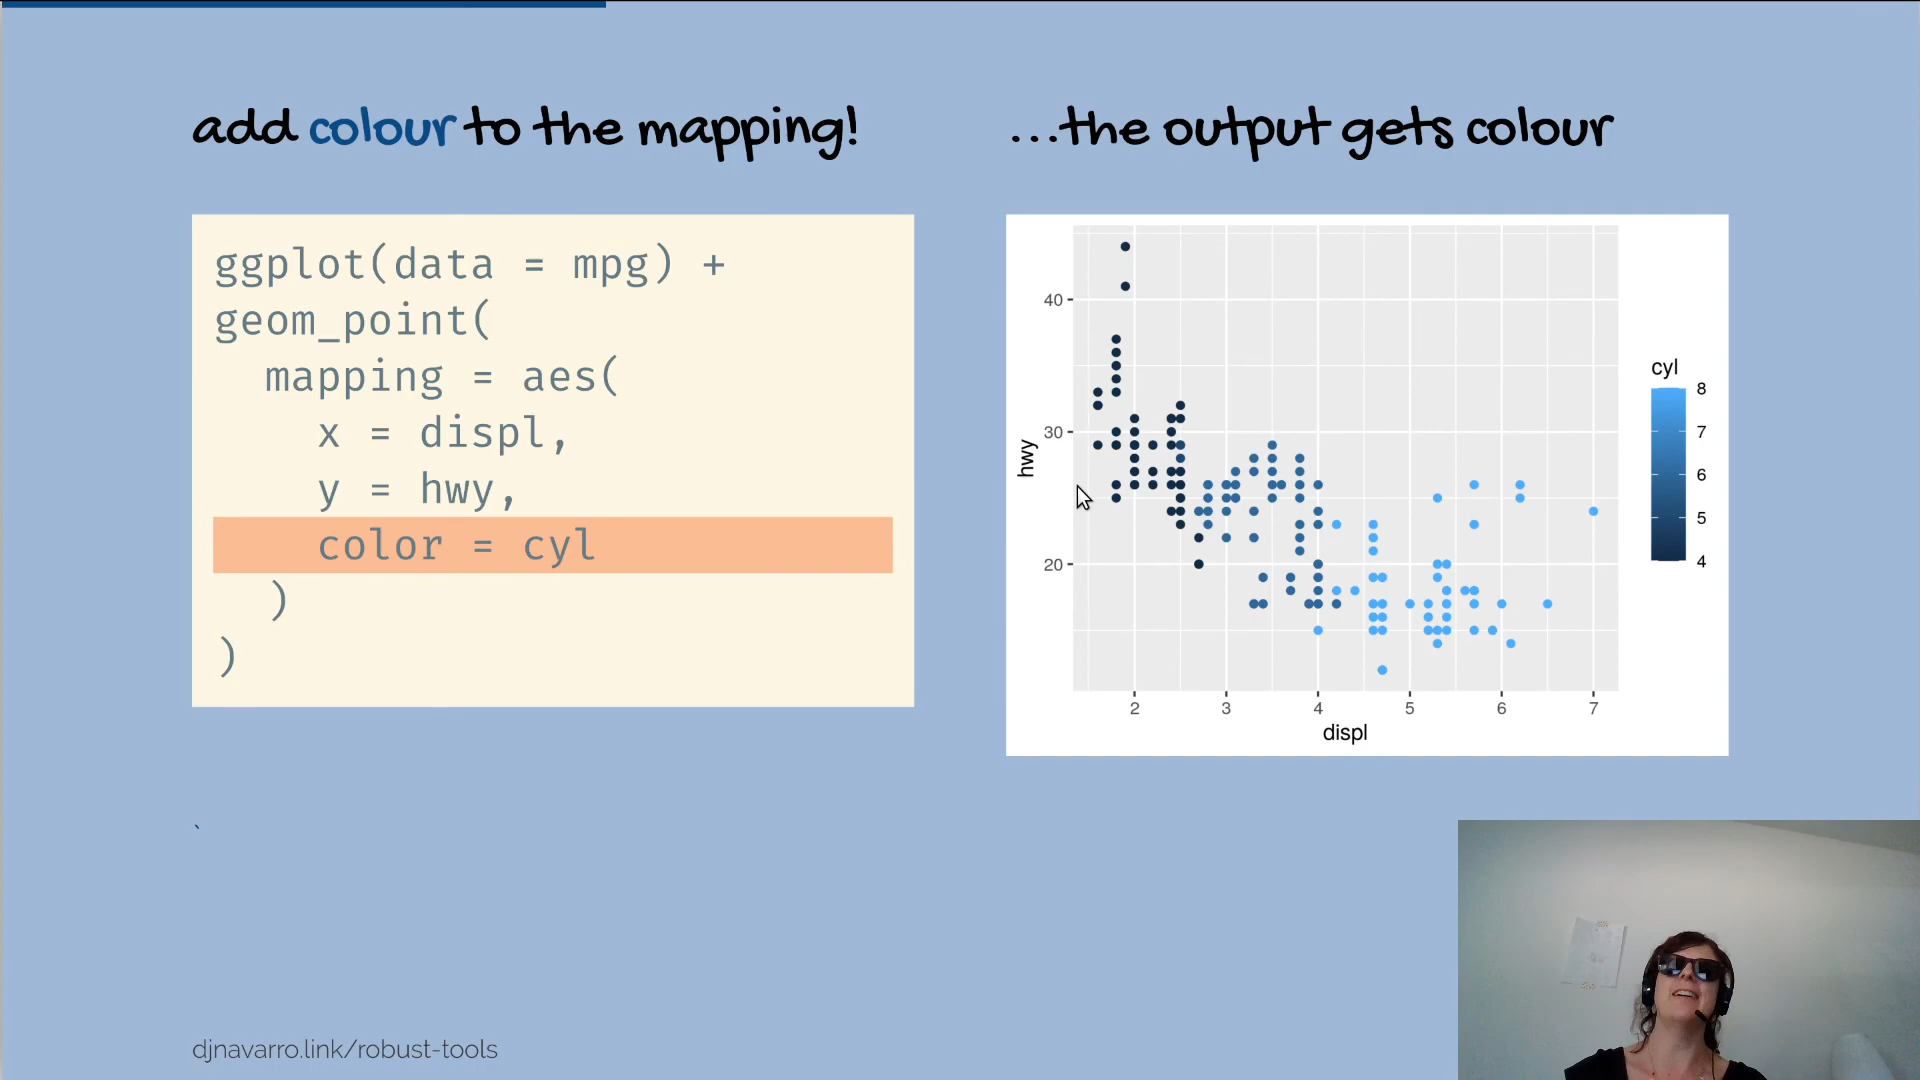 add colour to the mapping!
ggplot(data = mpg) +
geom_point(
mapping = aes(
x = displ,
y = hwy,
color = cyl
)
)
`
...the output gets colour
hwy
40
30
20
2 3 4 5 6 7
displ
cyl
8
7
6
5
4
djnavarro.link/robust-tools